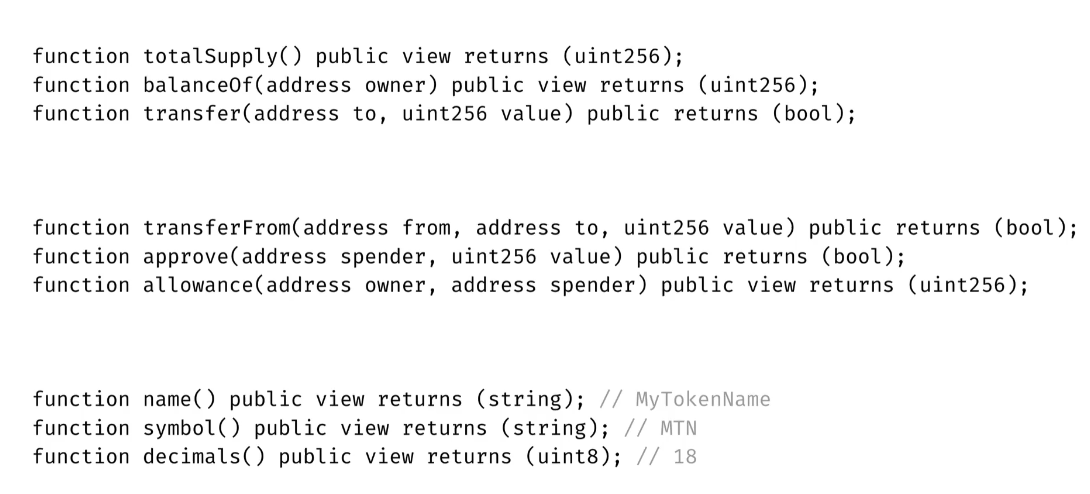 function totalSupply() public view returns (uint256);
function balanceOf(address owner) public view returns (uint256);
function transfer(address to, uint256 value) public returns (bool);
function transferFrom(address from, address to, uint256 value) public returns (bool);
function approve(address spender, uint256 value) public returns (bool);
function allowance(address owner, address spender) public view returns (uint256);
function name() public view returns (string); // MyTokenName
function symbol() public view returns (string); // MTN
function decimals() public view returns (uint8); // 18